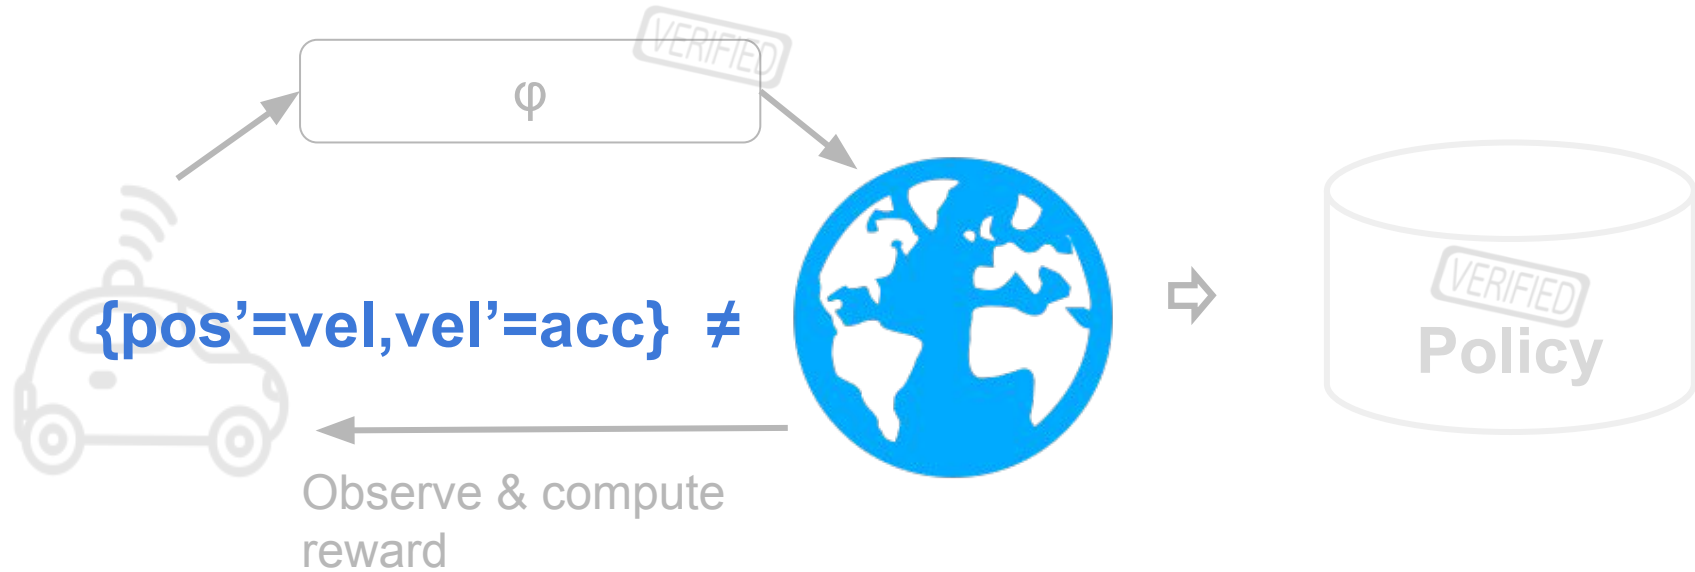 VERIFIED
φ
{pos’=vel,vel’=acc} ≠
VERIFIED
Policy
Observe & compute
reward